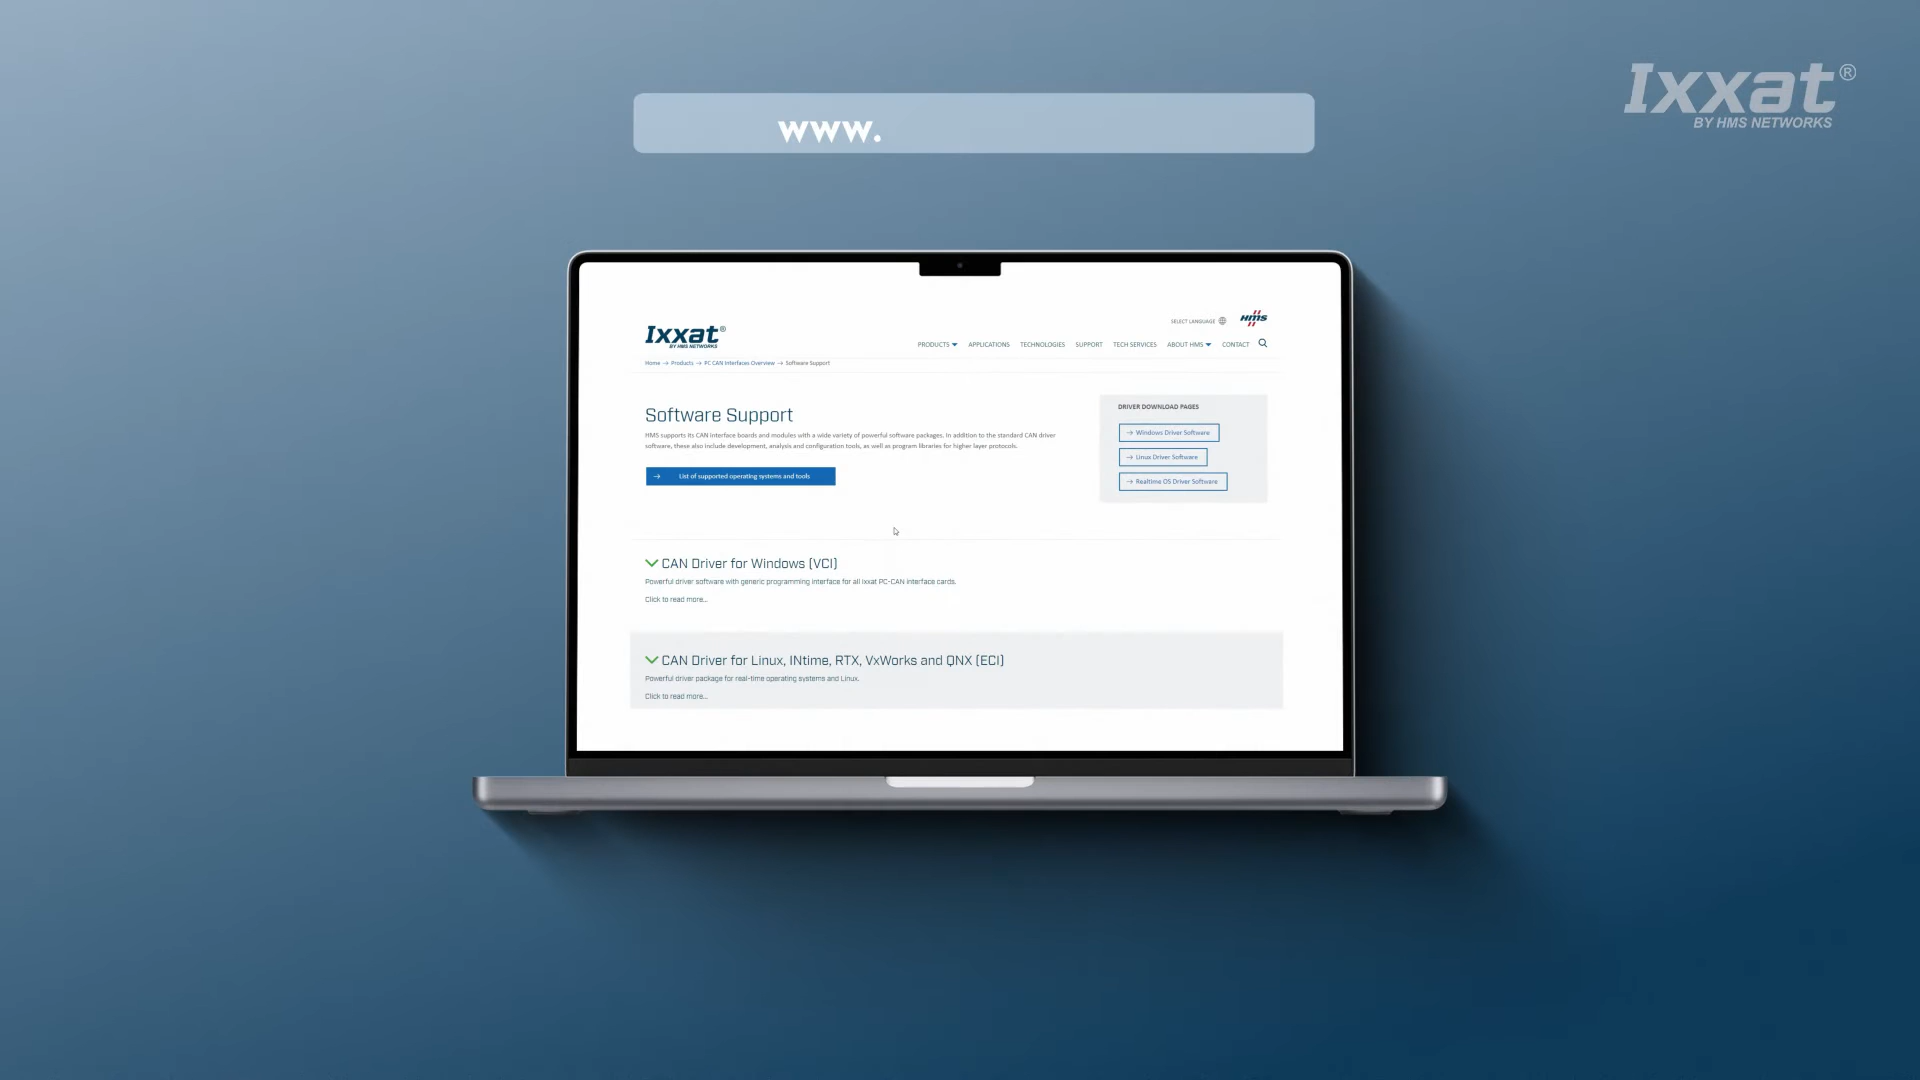 www.
Ixxat®
BY HMS NETWORKS
SELECT LANGUAGE
HMS
Ixxat®
BY HMS NETWORKS
PRODUCTS APPLICATIONS TECHNOLOGIES SUPPORT TECH SERVICES ABOUT HMS CONTACT
Home → Products → PC CAN Interfaces Overview → Software Support
Software Support
HMS supports its CAN interface boards and modules with a wide variety of powerful software packages. In addition to the standard CAN driver
software, these also include development, analysis and configuration tools, as well as program libraries for higher layer protocols.
→ List of supported operating systems and tools
DRIVER DOWNLOAD PAGES
→ Windows Driver Software
→ Linux Driver Software
→ Realtime OS Driver Software
CAN Driver for Windows (VCI)
Powerful driver software with generic programming interface for all Ixxat PC-CAN interface cards.
Click to read more...
CAN Driver for Linux, INtime, RTX, VxWorks and QNX (ECI)
Powerful driver package for real-time operating systems and Linux.
Click to read more...